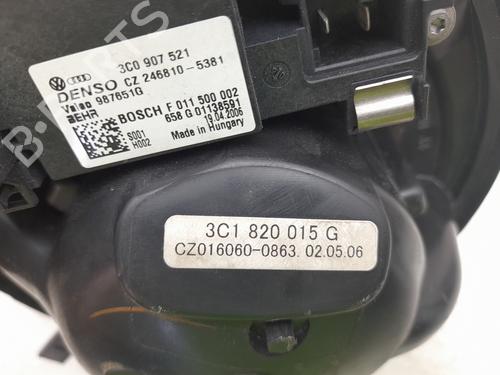 3C0 907 521
DENSO CZ 246810-5381
Valeo 987651G
BEHR BOSCH F 011 500 002
658 G 01138591
S001 19.04.2006
H002 Made in Hungary
3C1 820 015 G
CZ016060-0863 02.05.06
B-PARTS